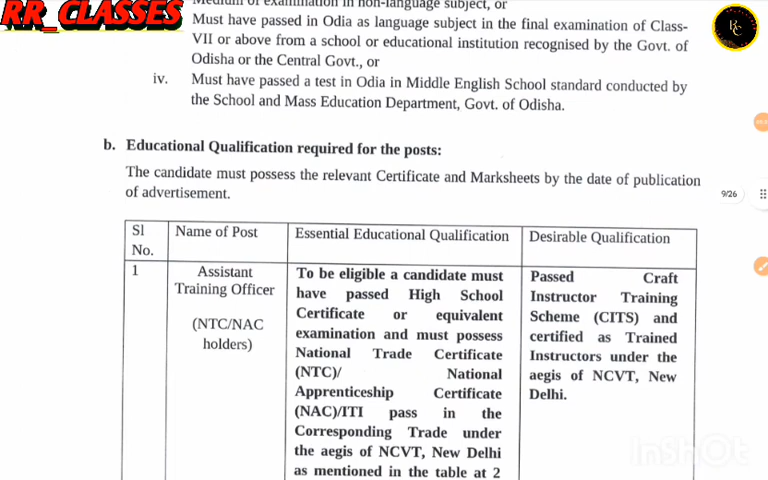 RR_CLASSES
Medium of examination in non-language subject, or
Must have passed in Odia as language subject in the final examination of Class-
VII or above from a school or educational institution recognised by the Govt. of
Odisha or the Central Govt., or
iv. Must have passed a test in Odia in Middle English School standard conducted by
the School and Mass Education Department, Govt. of Odisha.
b. Educational Qualification required for the posts:
The candidate must possess the relevant Certificate and Marksheets by the date of publication
of advertisement.
9/26
Sl No. Name of Post Essential Educational Qualification Desirable Qualification
1
Assistant
Training Officer
(NTC/NAC
holders)
To be eligible a candidate must
have passed High School
Certificate or equivalent
examination and must possess
National Trade Certificate
(NTC)/ National
Apprenticeship Certificate
(NAC)/ITI pass in the
Corresponding Trade under
the aegis of NCVT, New Delhi
as mentioned in the table at 2
Passed Craft
Instructor Training
Scheme (CITS) and
certified as Trained
Instructors under the
aegis of NCVT, New
Delhi.
InShOt